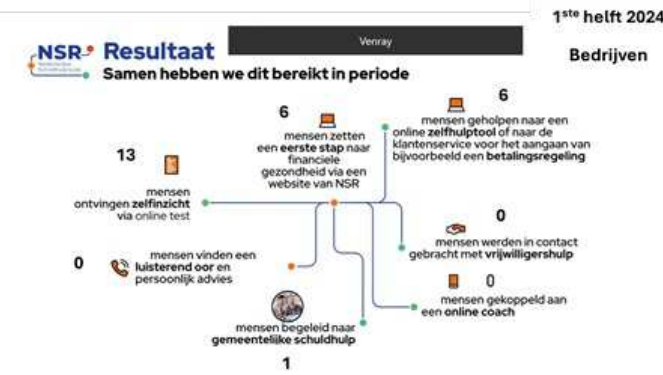 1ste helft 2024
Bedrijven
Venray
NSR Resultaat
Samen hebben we dit bereikt in periode
6
mensen zetten
een eerste stap naar
financiele
gezondheid via een
website van NSR
6
mensen geholpen naar een
online zelfhulptool of naar de
klantenservice voor het aangaan van
bijvoorbeeld een betalingsregeling
13
mensen
ontvingen zelfinzicht
via online test
0
mensen werden in contact
gebracht met vrijwilligershulp
0
mensen vinden een
luisterend oor en
persoonlijk advies
0
mensen gekoppeld aan
een online coach
mensen begeleid naar
gemeentelijke schuldhulp
1